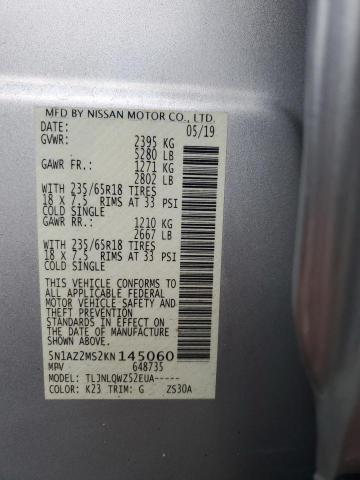 MFD BY NISSAN MOTOR CO., LTD.
DATE: 05/19
GVWR: 2395 KG
5280 LB
GAWR FR.: 1271 KG
2802 LB
WITH 235/65R18 TIRES
18 X 7.5 RIMS AT 33 PSI
COLD SINGLE
GAWR RR.: 1210 KG
2667 LB
WITH 235/65R18 TIRES
18 X 7.5 RIMS AT 33 PSI
COLD SINGLE
THIS VEHICLE CONFORMS TO
ALL APPLICABLE FEDERAL
MOTOR VEHICLE SAFETY AND
AND THEFT PREVENTION
STANDARDS IN EFFECT ON
THE DATE OF MANUFACTURE
SHOWN ABOVE.
5N1AZ2MS2KN145060
MPV 648735
MODEL: TLJNLQWZ52EUA-----
COLOR: K23 TRIM: G ZS30A